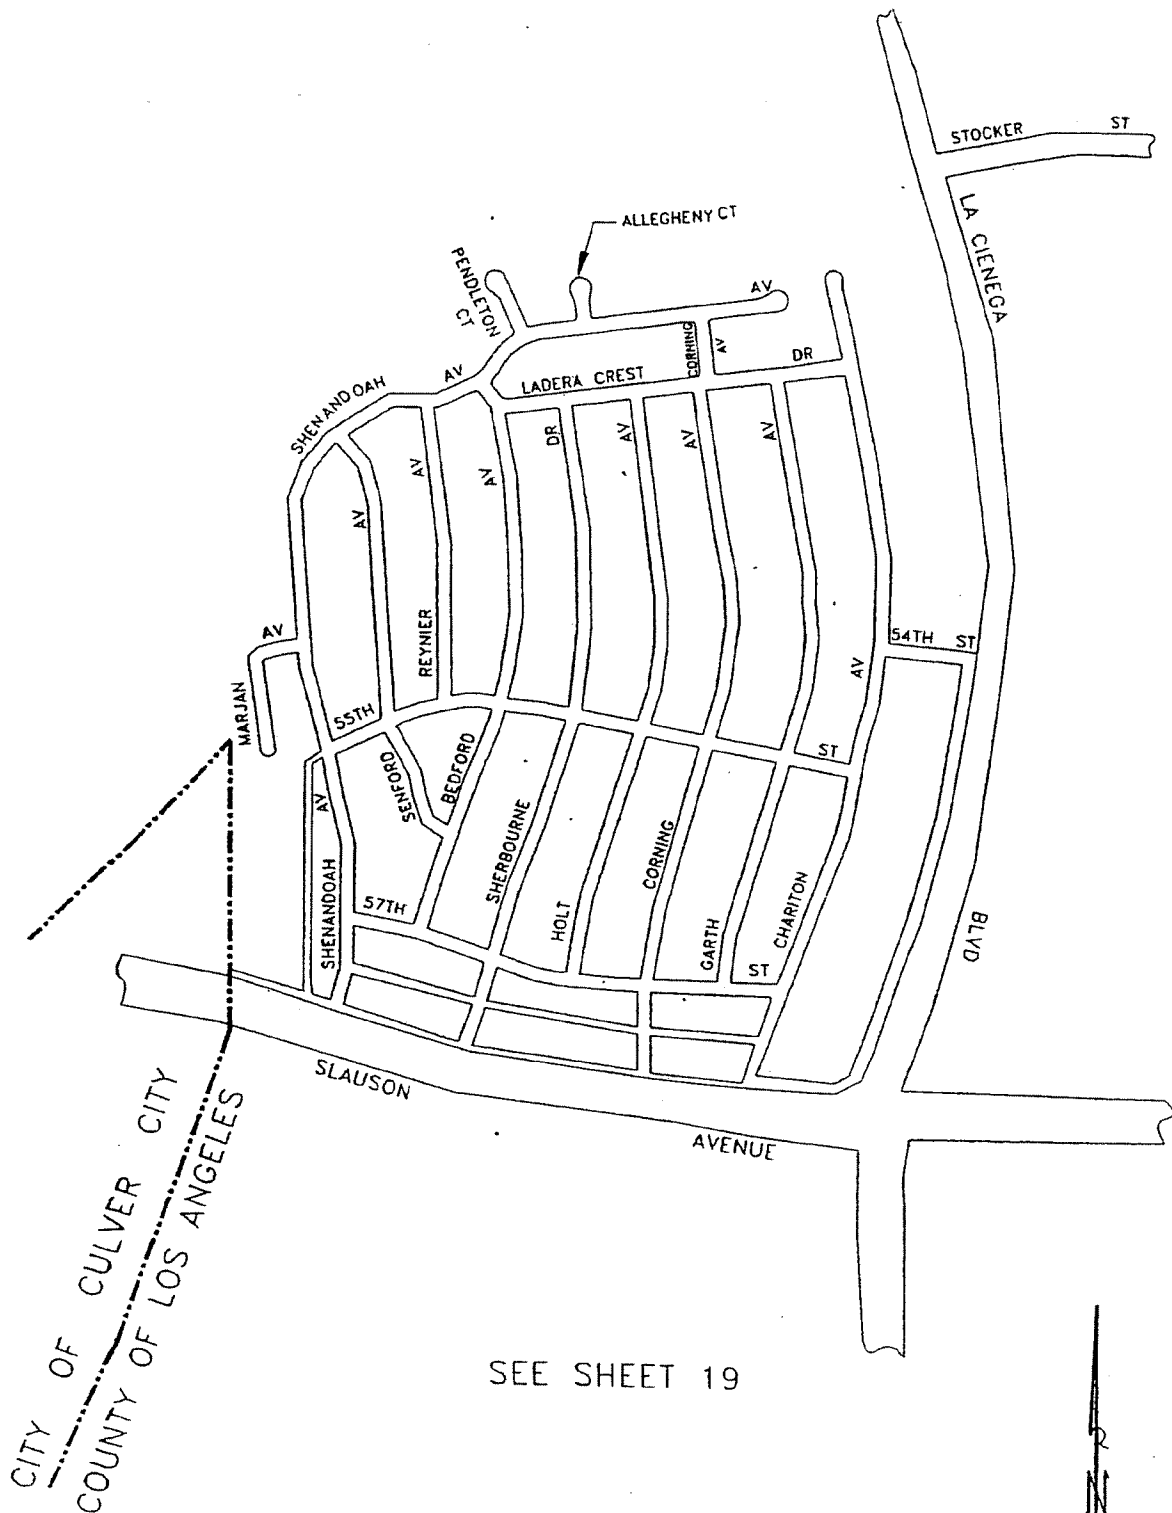 STOCKER ST
LA CIENEGA
ALLEGHENY CT
PENDLETON
CT
AV
CORNING
AV
DR
LADERA CREST
SHENANDOAH AV
DR
AV
AV
AV
AV
AV
AV
REYNIER
54TH ST
AV
AV
MARJAN
55TH
ST
SENFORD
BEDFORD
AV
SHERBOURNE
CORNING
SHENANDOAH
57TH
HOLT
GARTH
CHARITON
ST
BLVD
SLAUSON
AVENUE
CITY OF CULVER CITY
COUNTY OF LOS ANGELES
SEE SHEET 19
N